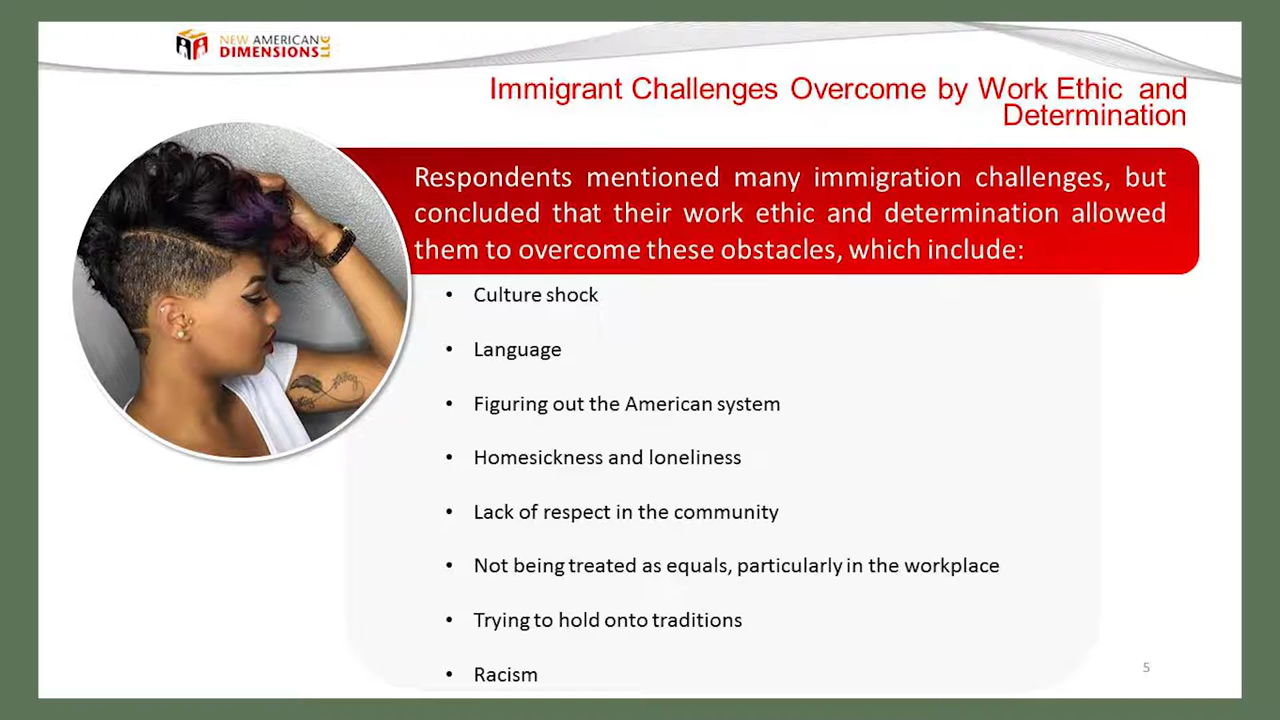 NEW AMERICAN
DIMENSIONS LLC
Immigrant Challenges Overcome by Work Ethic and
Determination
Respondents mentioned many immigration challenges, but
concluded that their work ethic and determination allowed
them to overcome these obstacles, which include:
• Culture shock
• Language
• Figuring out the American system
• Homesickness and loneliness
• Lack of respect in the community
• Not being treated as equals, particularly in the workplace
• Trying to hold onto traditions
• Racism
5